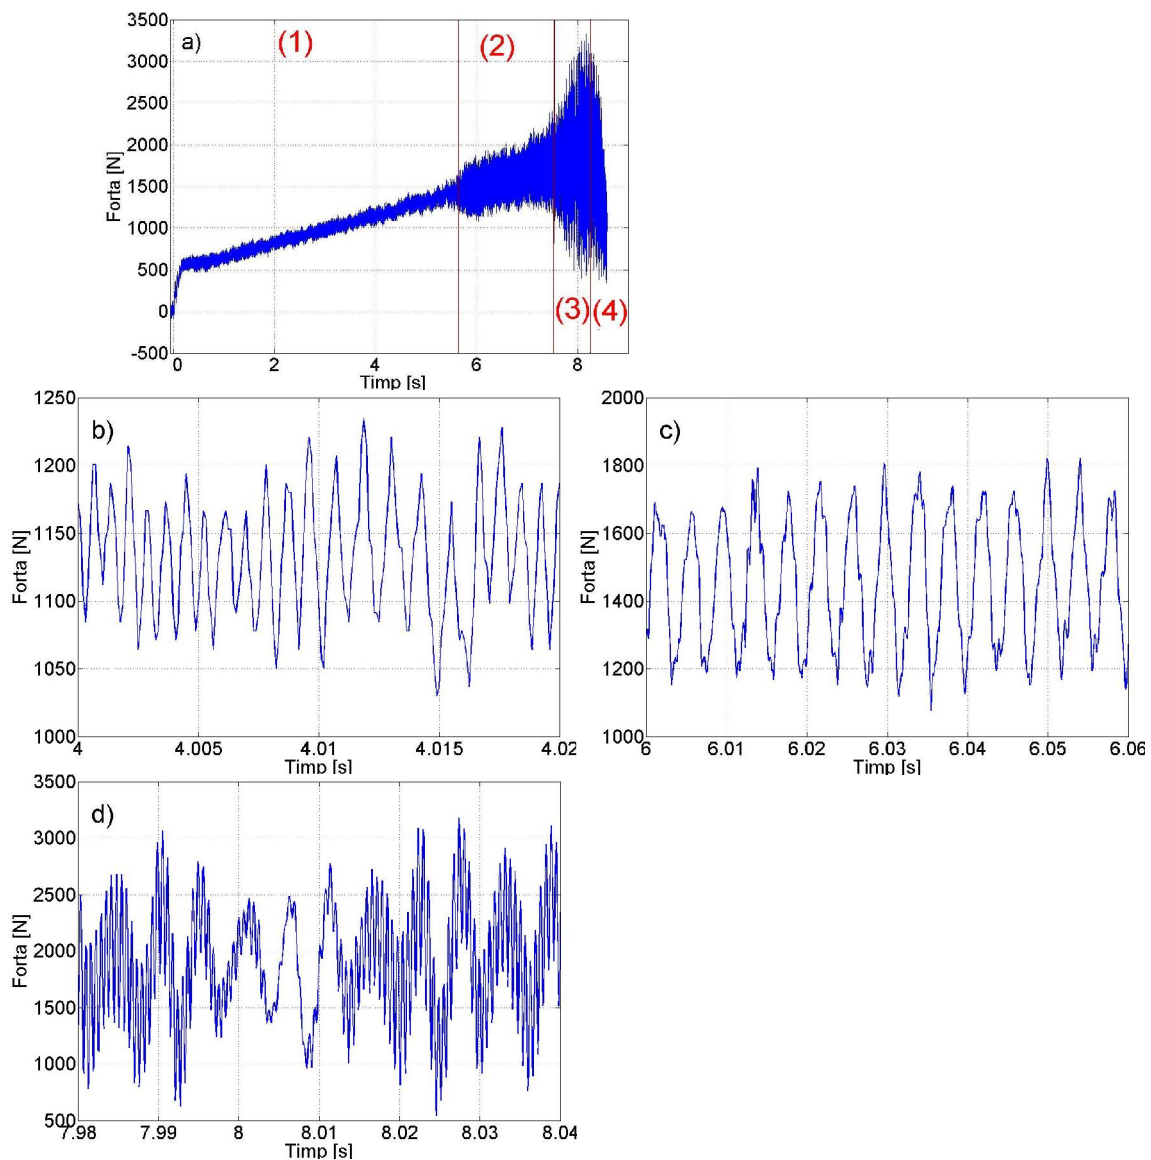 a)
(1)
(2)
(3)
(4)
3500
3000
2500
2000
1500
1000
500
0
-500
Forta [N]
0 2 4 6 8
Timp [s]
b)
1250
1200
1150
1100
1050
1000
Forta [N]
4 4.005 4.01 4.015 4.02
Timp [s]
c)
2000
1800
1600
1400
1200
1000
Forta [N]
6 6.01 6.02 6.03 6.04 6.05 6.06
Timp [s]
d)
3500
3000
2500
2000
1500
1000
500
Forta [N]
7.98 7.99 8 8.01 8.02 8.03 8.04
Timp [s]